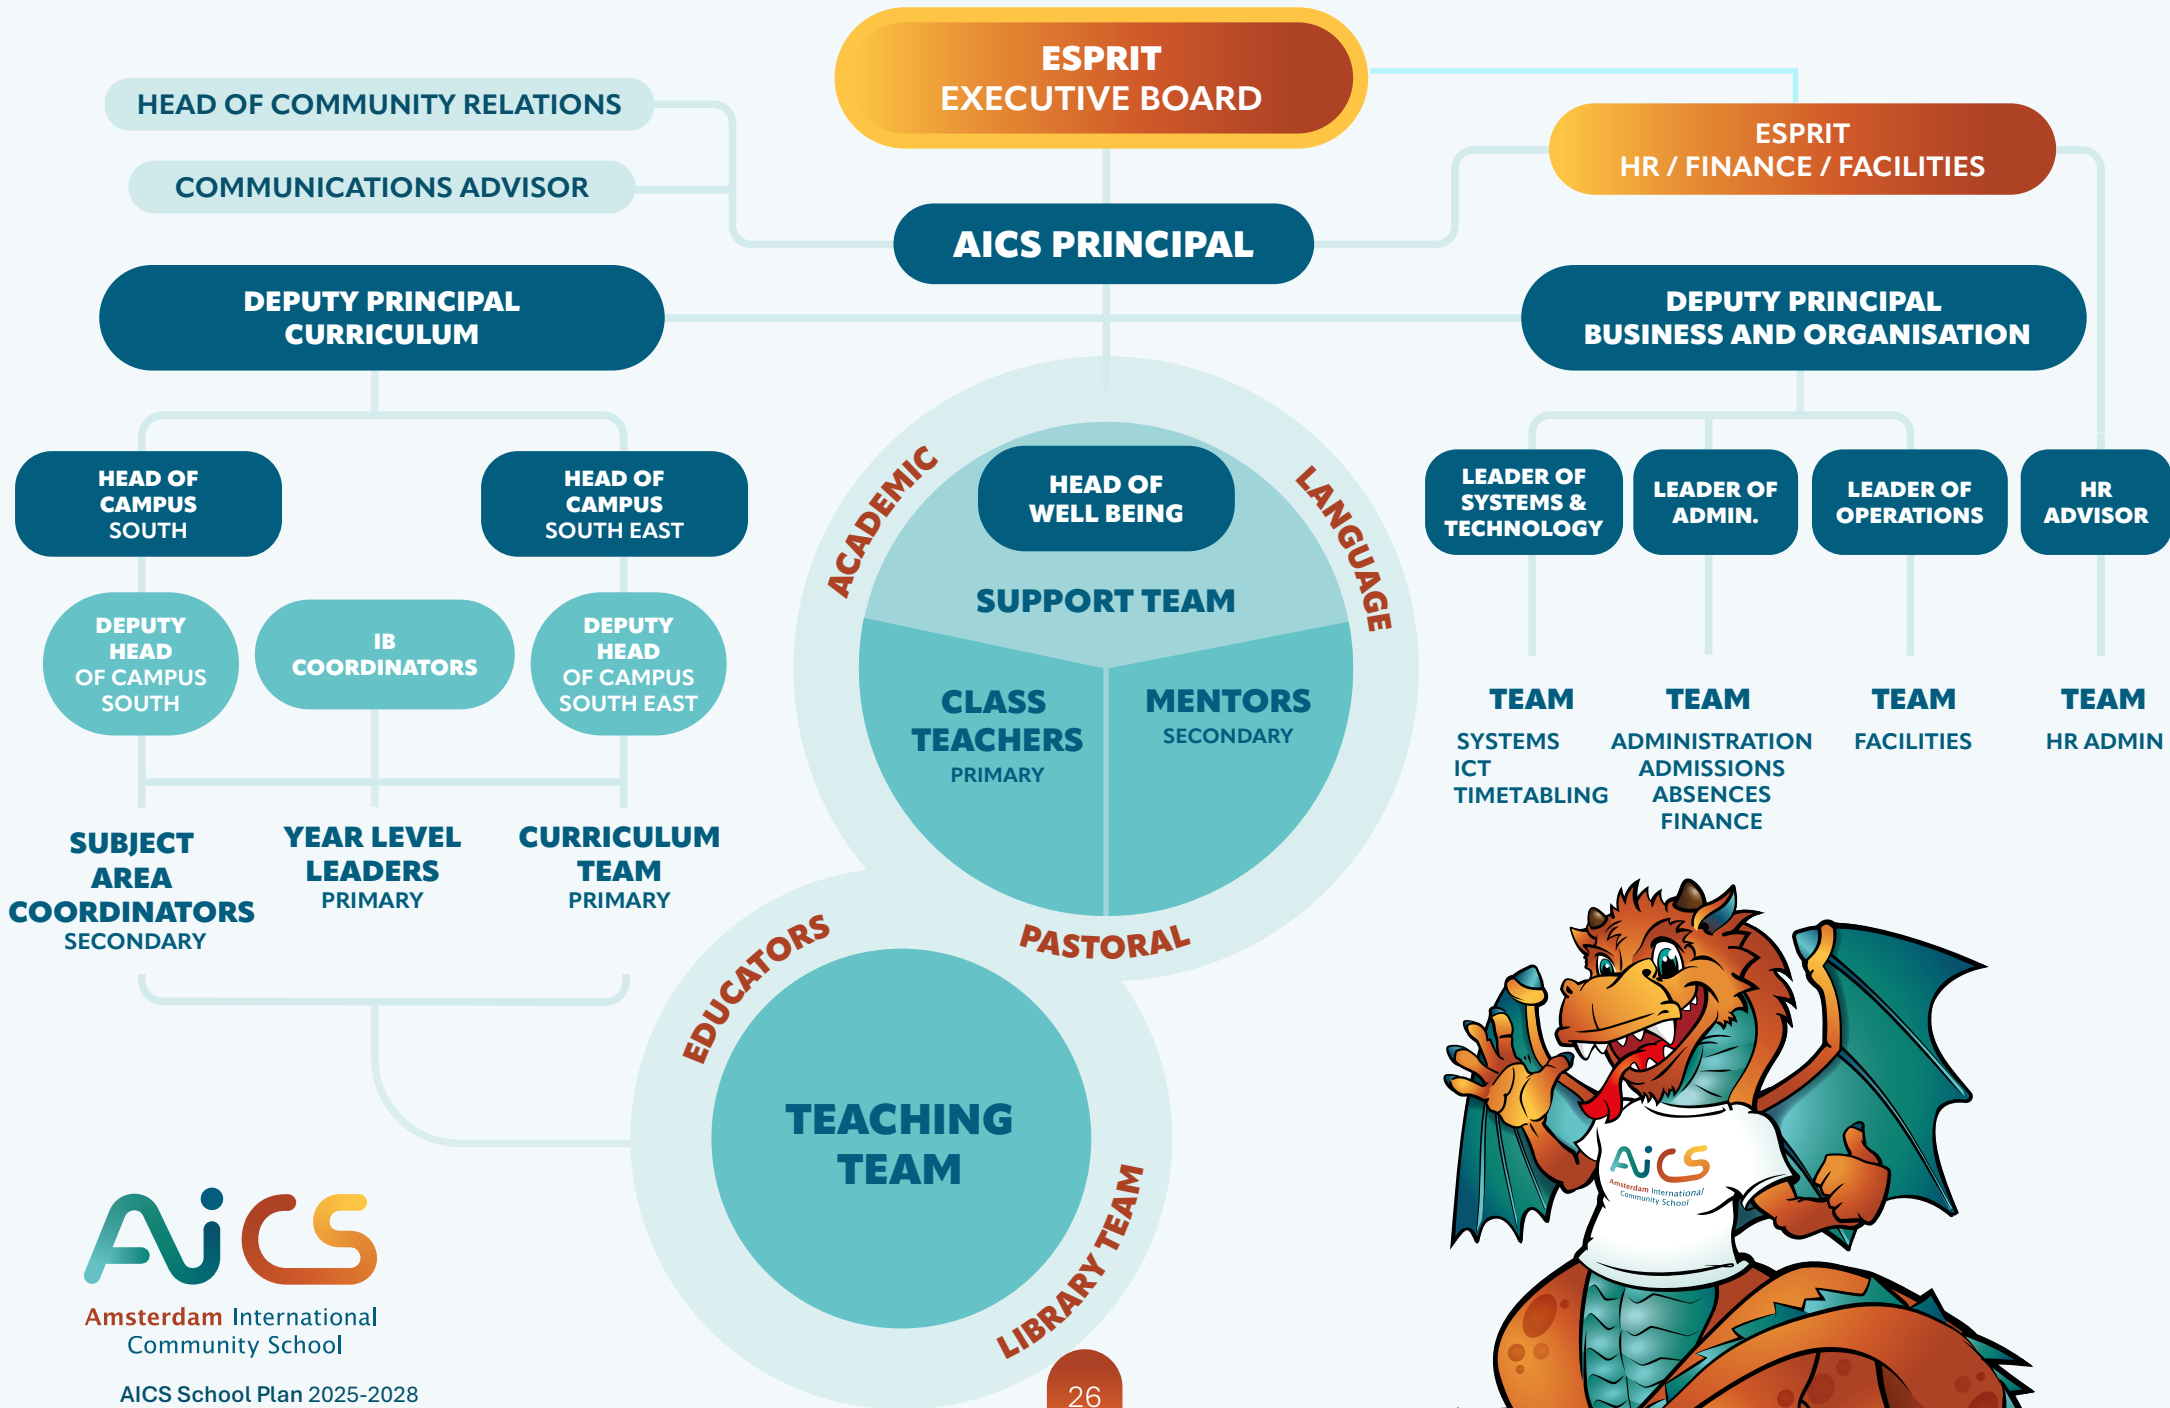 ESPRIT
EXECUTIVE BOARD
HEAD OF COMMUNITY RELATIONS
COMMUNICATIONS ADVISOR
ESPRIT
HR / FINANCE / FACILITIES
AICS PRINCIPAL
DEPUTY PRINCIPAL
CURRICULUM
DEPUTY PRINCIPAL
BUSINESS AND ORGANISATION
HEAD OF
CAMPUS
SOUTH
HEAD OF
CAMPUS
SOUTH EAST
DEPUTY
HEAD
OF CAMPUS
SOUTH
IB
COORDINATORS
DEPUTY
HEAD
OF CAMPUS
SOUTH EAST
SUBJECT
AREA
COORDINATORS
SECONDARY
YEAR LEVEL
LEADERS
PRIMARY
CURRICULUM
TEAM
PRIMARY
ACADEMIC
LANGUAGE
PASTORAL
HEAD OF
WELL BEING
SUPPORT TEAM
CLASS
TEACHERS
PRIMARY
MENTORS
SECONDARY
EDUCATORS
LIBRARY TEAM
TEACHING
TEAM
LEADER OF
SYSTEMS &
TECHNOLOGY
LEADER OF
ADMIN.
LEADER OF
OPERATIONS
HR
ADVISOR
TEAM
SYSTEMS
ICT
TIMETABLING
TEAM
ADMINISTRATION
ADMISSIONS
ABSENCES
FINANCE
TEAM
FACILITIES
TEAM
HR ADMIN
AiCS
Amsterdam International
Community School
AiCS
Amsterdam International
Community School
AICS School Plan 2025-2028
26